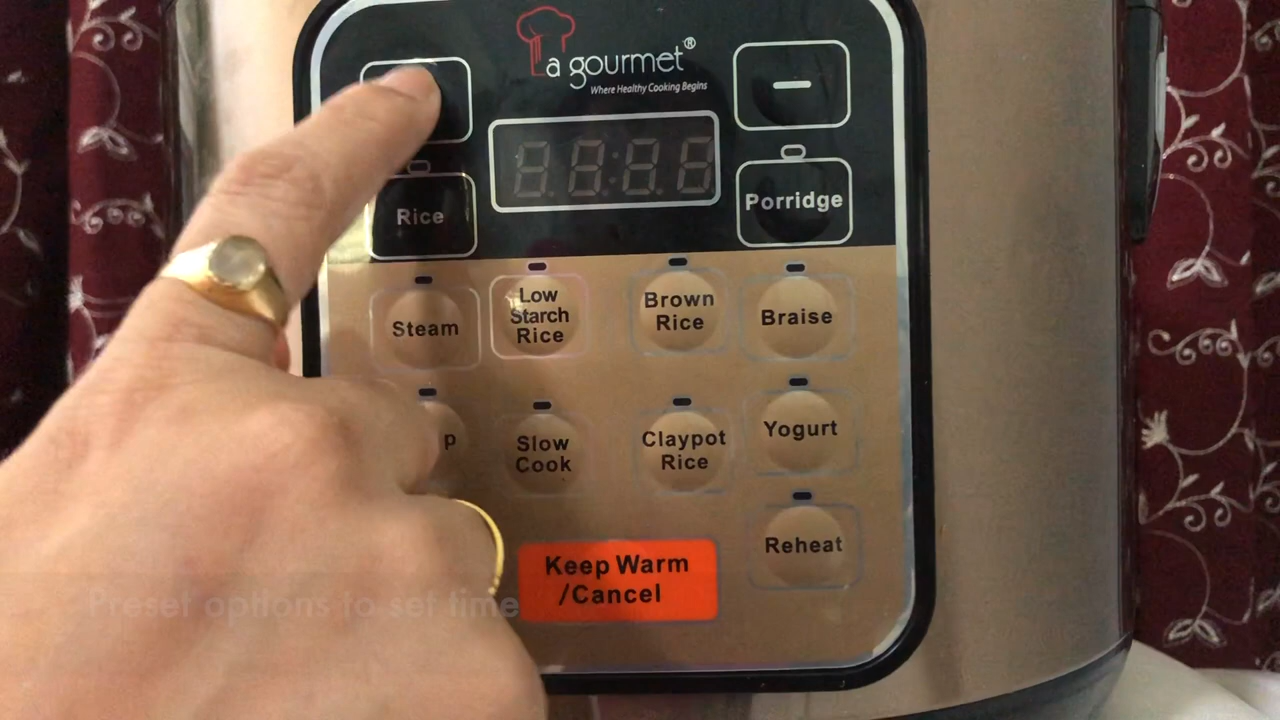 La gourmet®
Where Healthy Cooking Begins
–
Rice
Porridge
Steam
Low
Starch
Rice
Brown
Rice
Braise
p
Slow
Cook
Claypot
Rice
Yogurt
Reheat
Keep Warm
/Cancel
Preset options to set time